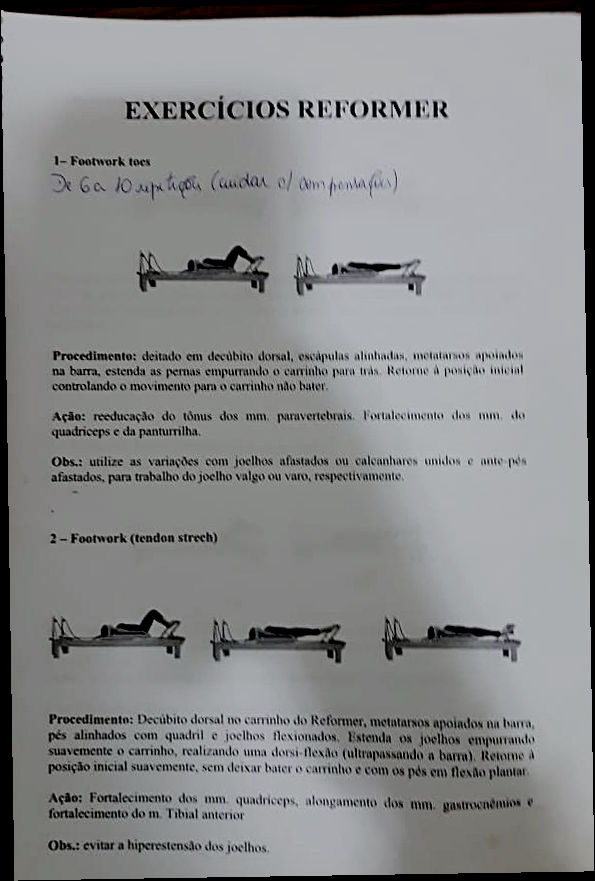 EXERCÍCIOS REFORMER
1– Footwork toes
De 6 a 10 repetições (cuidar c/ compensações)
Procedimento: deitado em decúbito dorsal, escápulas alinhadas, metatarsos apoiados
na barra, estenda as pernas empurrando o carrinho para trás. Retorne à posição inicial
controlando o movimento para o carrinho não bater.
Ação: reeducação do tônus dos mm. paravertebrais. Fortalecimento dos mm. do
quadríceps e da panturrilha.
Obs.: utilize as variações com joelhos afastados ou calcanhares unidos e ante-pés
afastados, para trabalho do joelho valgo ou varo, respectivamente.
2 – Footwork (tendon strech)
Procedimento: Decúbito dorsal no carrinho do Reformer, metatarsos apoiados na barra,
pés alinhados com quadril e joelhos flexionados. Estenda os joelhos empurrando
suavemente o carrinho, realizando uma dorsi-flexão (ultrapassando a barra). Retorne à
posição inicial suavemente, sem deixar bater o carrinho e com os pés em flexão plantar.
Ação: Fortalecimento dos mm. quadríceps, alongamento dos mm. gastrocnêmios e
fortalecimento do m. Tibial anterior
Obs.: evitar a hiperestensão dos joelhos.